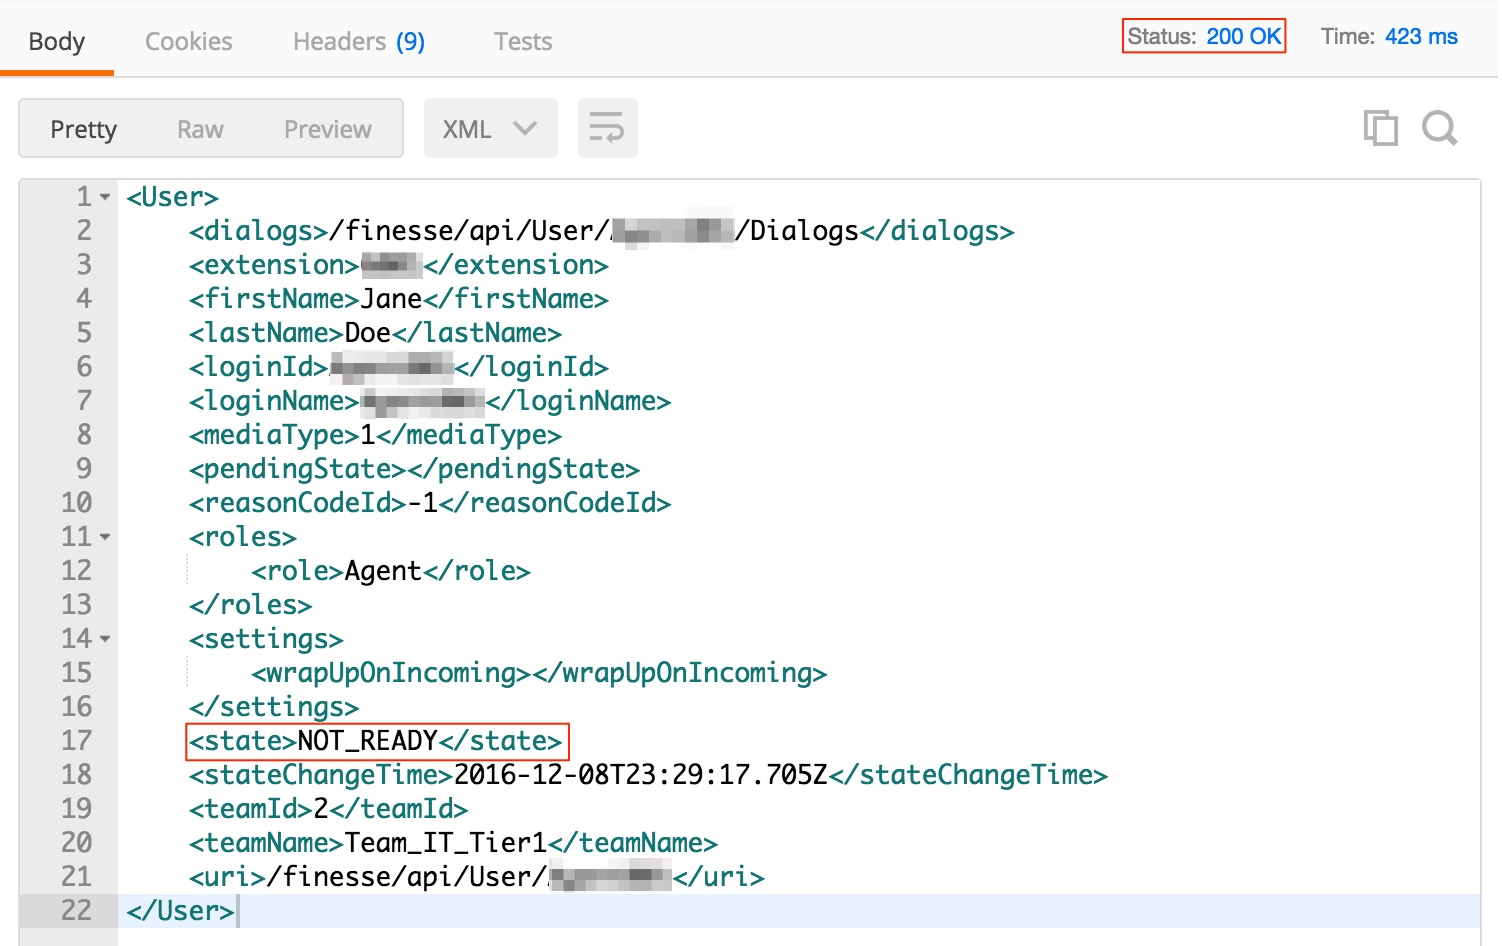 Body Cookies Headers (9) Tests Status: 200 OK Time: 423 ms
Pretty Raw Preview XML
1 <User>
2 <dialogs>/finesse/api/User/ /Dialogs</dialogs>
3 <extension> </extension>
4 <firstName>Jane</firstName>
5 <lastName>Doe</lastName>
6 <loginId> </loginId>
7 <loginName> </loginName>
8 <mediaType>1</mediaType>
9 <pendingState></pendingState>
10 <reasonCodeId>-1</reasonCodeId>
11 <roles>
12 <role>Agent</role>
13 </roles>
14 <settings>
15 <wrapUpOnIncoming></wrapUpOnIncoming>
16 </settings>
17 <state>NOT_READY</state>
18 <stateChangeTime>2016-12-08T23:29:17.705Z</stateChangeTime>
19 <teamId>2</teamId>
20 <teamName>Team_IT_Tier1</teamName>
21 <uri>/finesse/api/User/ </uri>
22 </User>